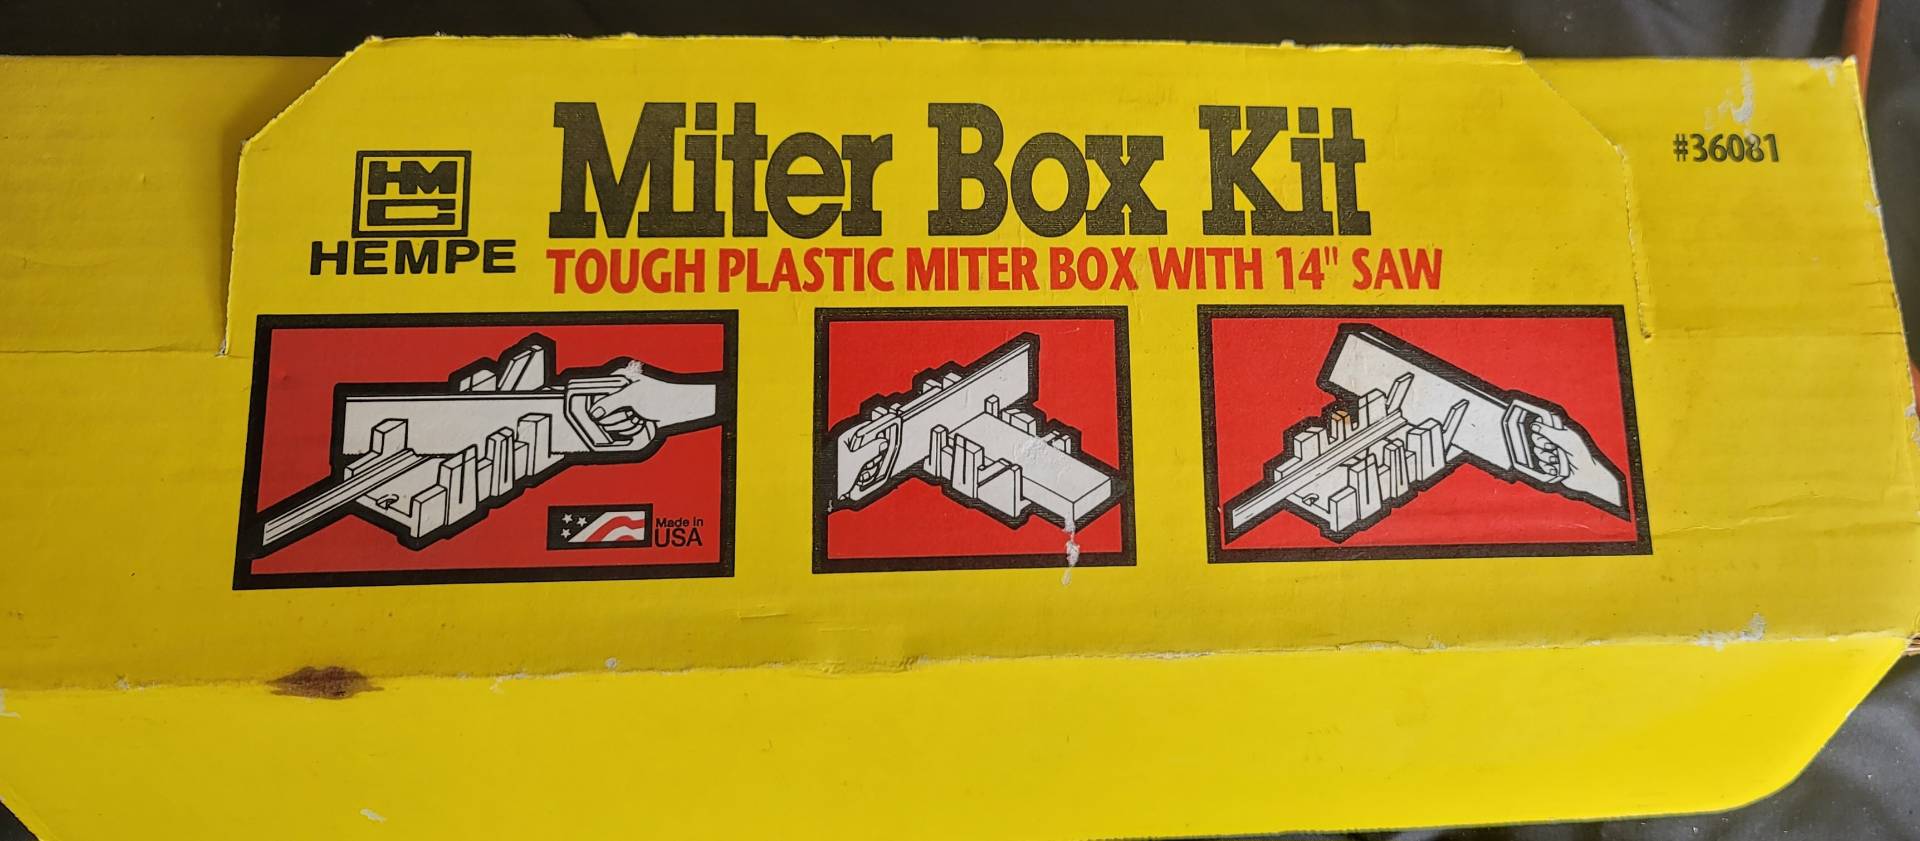 Miter Box Kit
#36081
HMC
HEMPE
TOUGH PLASTIC MITER BOX WITH 14" SAW
Made in
USA